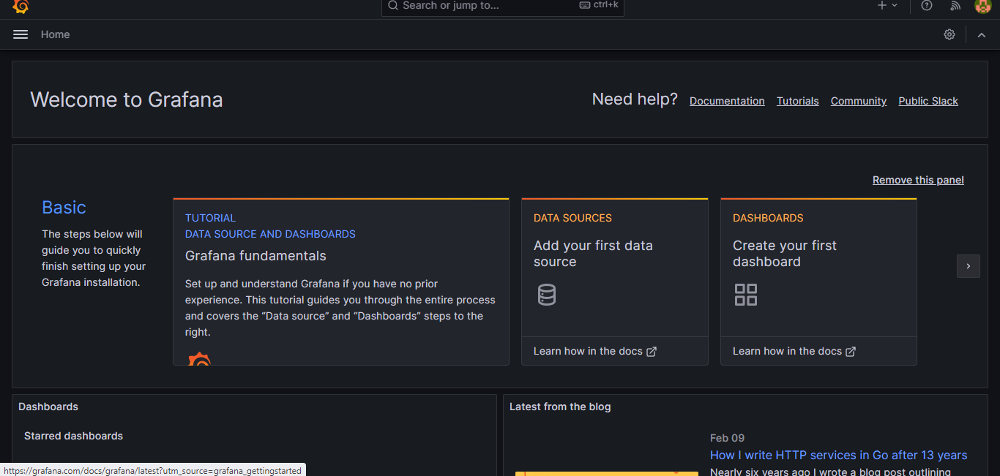 Search or jump to...
ctrl+k
Home
Welcome to Grafana
Need help?
Documentation
Tutorials
Community
Public Slack
Remove this panel
Basic
The steps below will
guide you to quickly
finish setting up your
Grafana installation.
TUTORIAL
DATA SOURCE AND DASHBOARDS
Grafana fundamentals
Set up and understand Grafana if you have no prior
experience. This tutorial guides you through the entire process
and covers the “Data source” and “Dashboards” steps to the
right.
DATA SOURCES
Add your first data
source
Learn how in the docs
DASHBOARDS
Create your first
dashboard
Learn how in the docs
Dashboards
Starred dashboards
Latest from the blog
Feb 09
How I write HTTP services in Go after 13 years
Nearly six years ago I wrote a blog post outlining
https://grafana.com/docs/grafana/latest?utm_source=grafana_gettingstarted